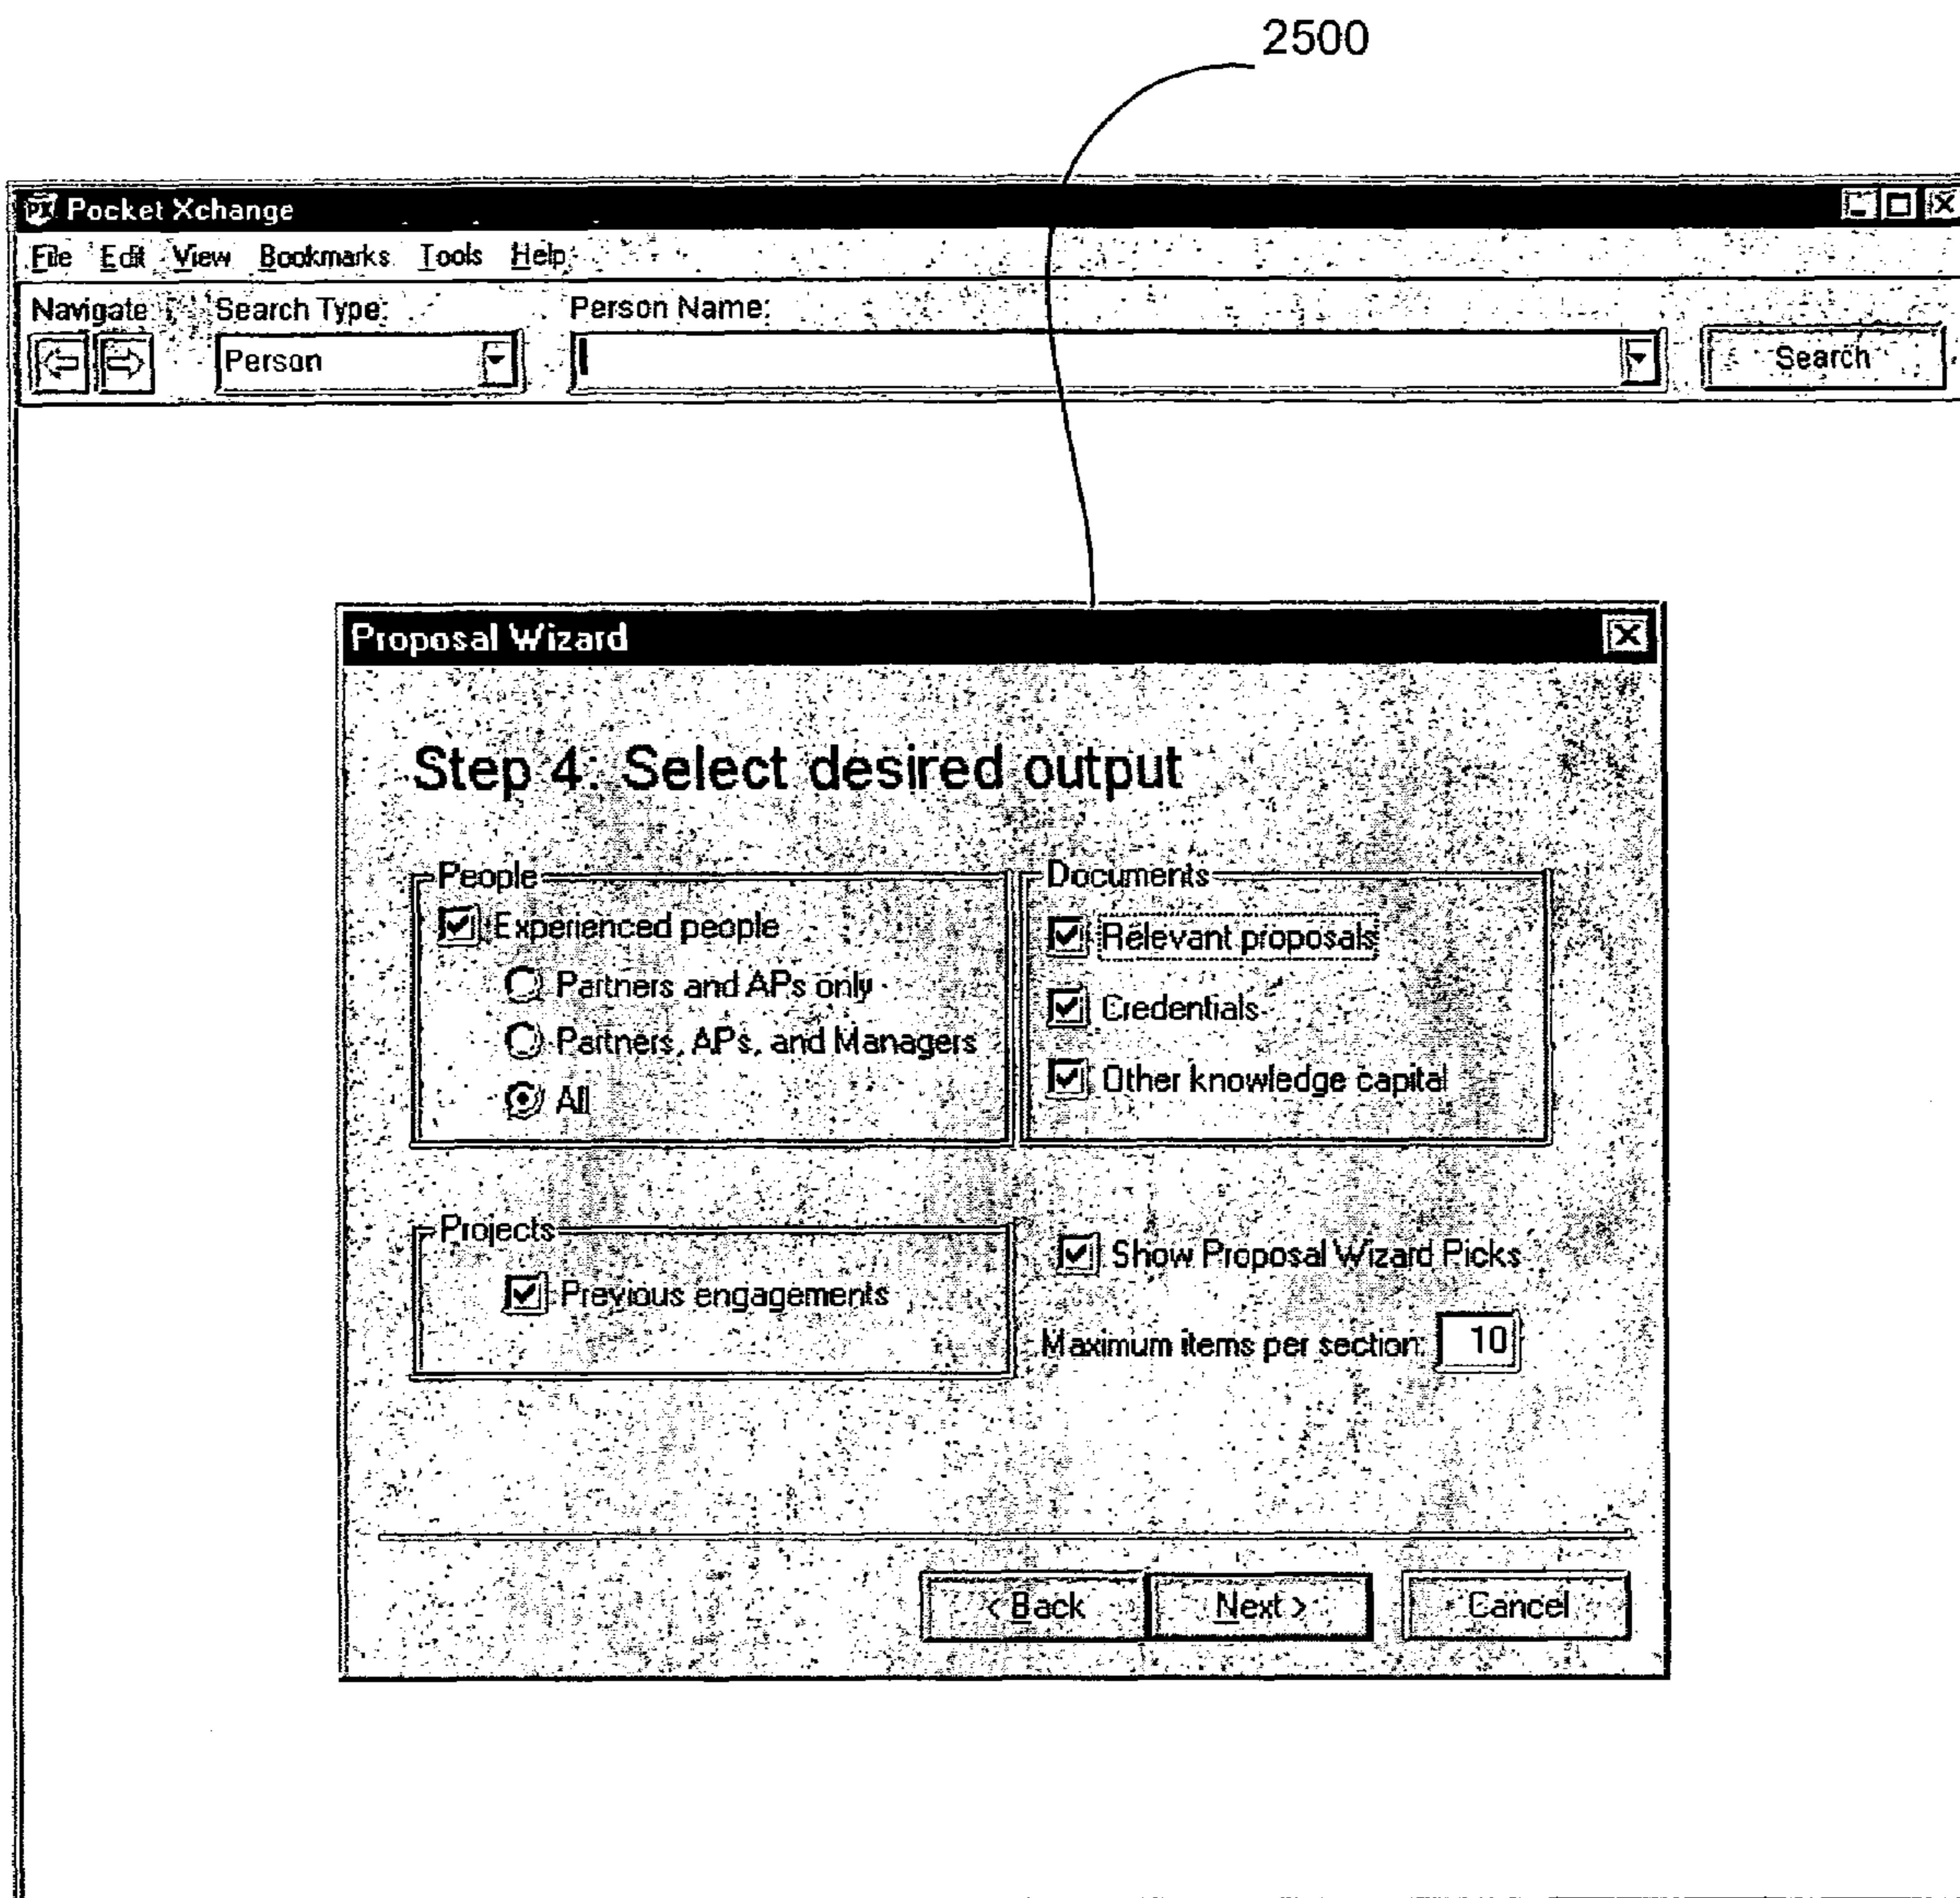 2500
PX Pocket Xchange
File Edit View Bookmarks Tools Help
Navigate Search Type: Person Name:
Person Search
Proposal Wizard
Step 4: Select desired output
People
Experienced people
Partners and APs only
Partners, APs, and Managers
All
Documents
Relevant proposals
Credentials
Other knowledge capital
Projects
Previous engagements
Show Proposal Wizard Picks
Maximum items per section: 10
< Back Next > Cancel